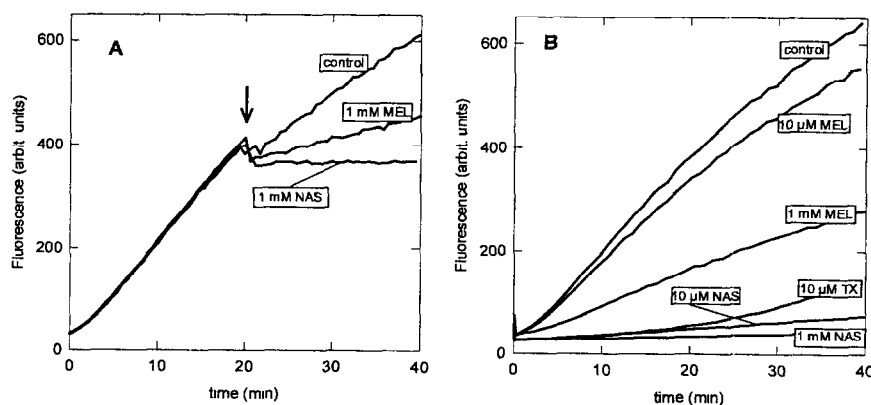 A
control
1 mM MEL
1 mM NAS
Fluorescence (arbit. units)
600
400
200
0
0 10 20 30 40
time (min)
B
control
10 µM MEL
1 mM MEL
10 µM TX
10 µM NAS
1 mM NAS
Fluorescence (arbit. units)
600
400
200
0
0 10 20 30 40
time (min)